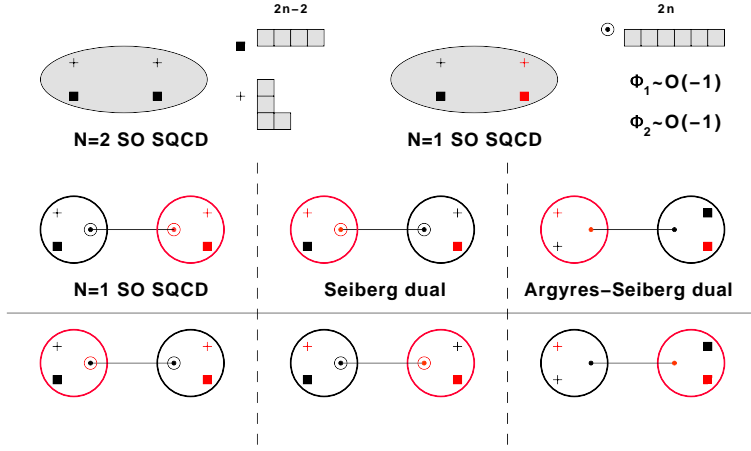 2n−2
2n
Φ1~O(−1)
Φ2~O(−1)
N=2 SO SQCD
N=1 SO SQCD
N=1 SO SQCD
Seiberg dual
Argyres−Seiberg dual